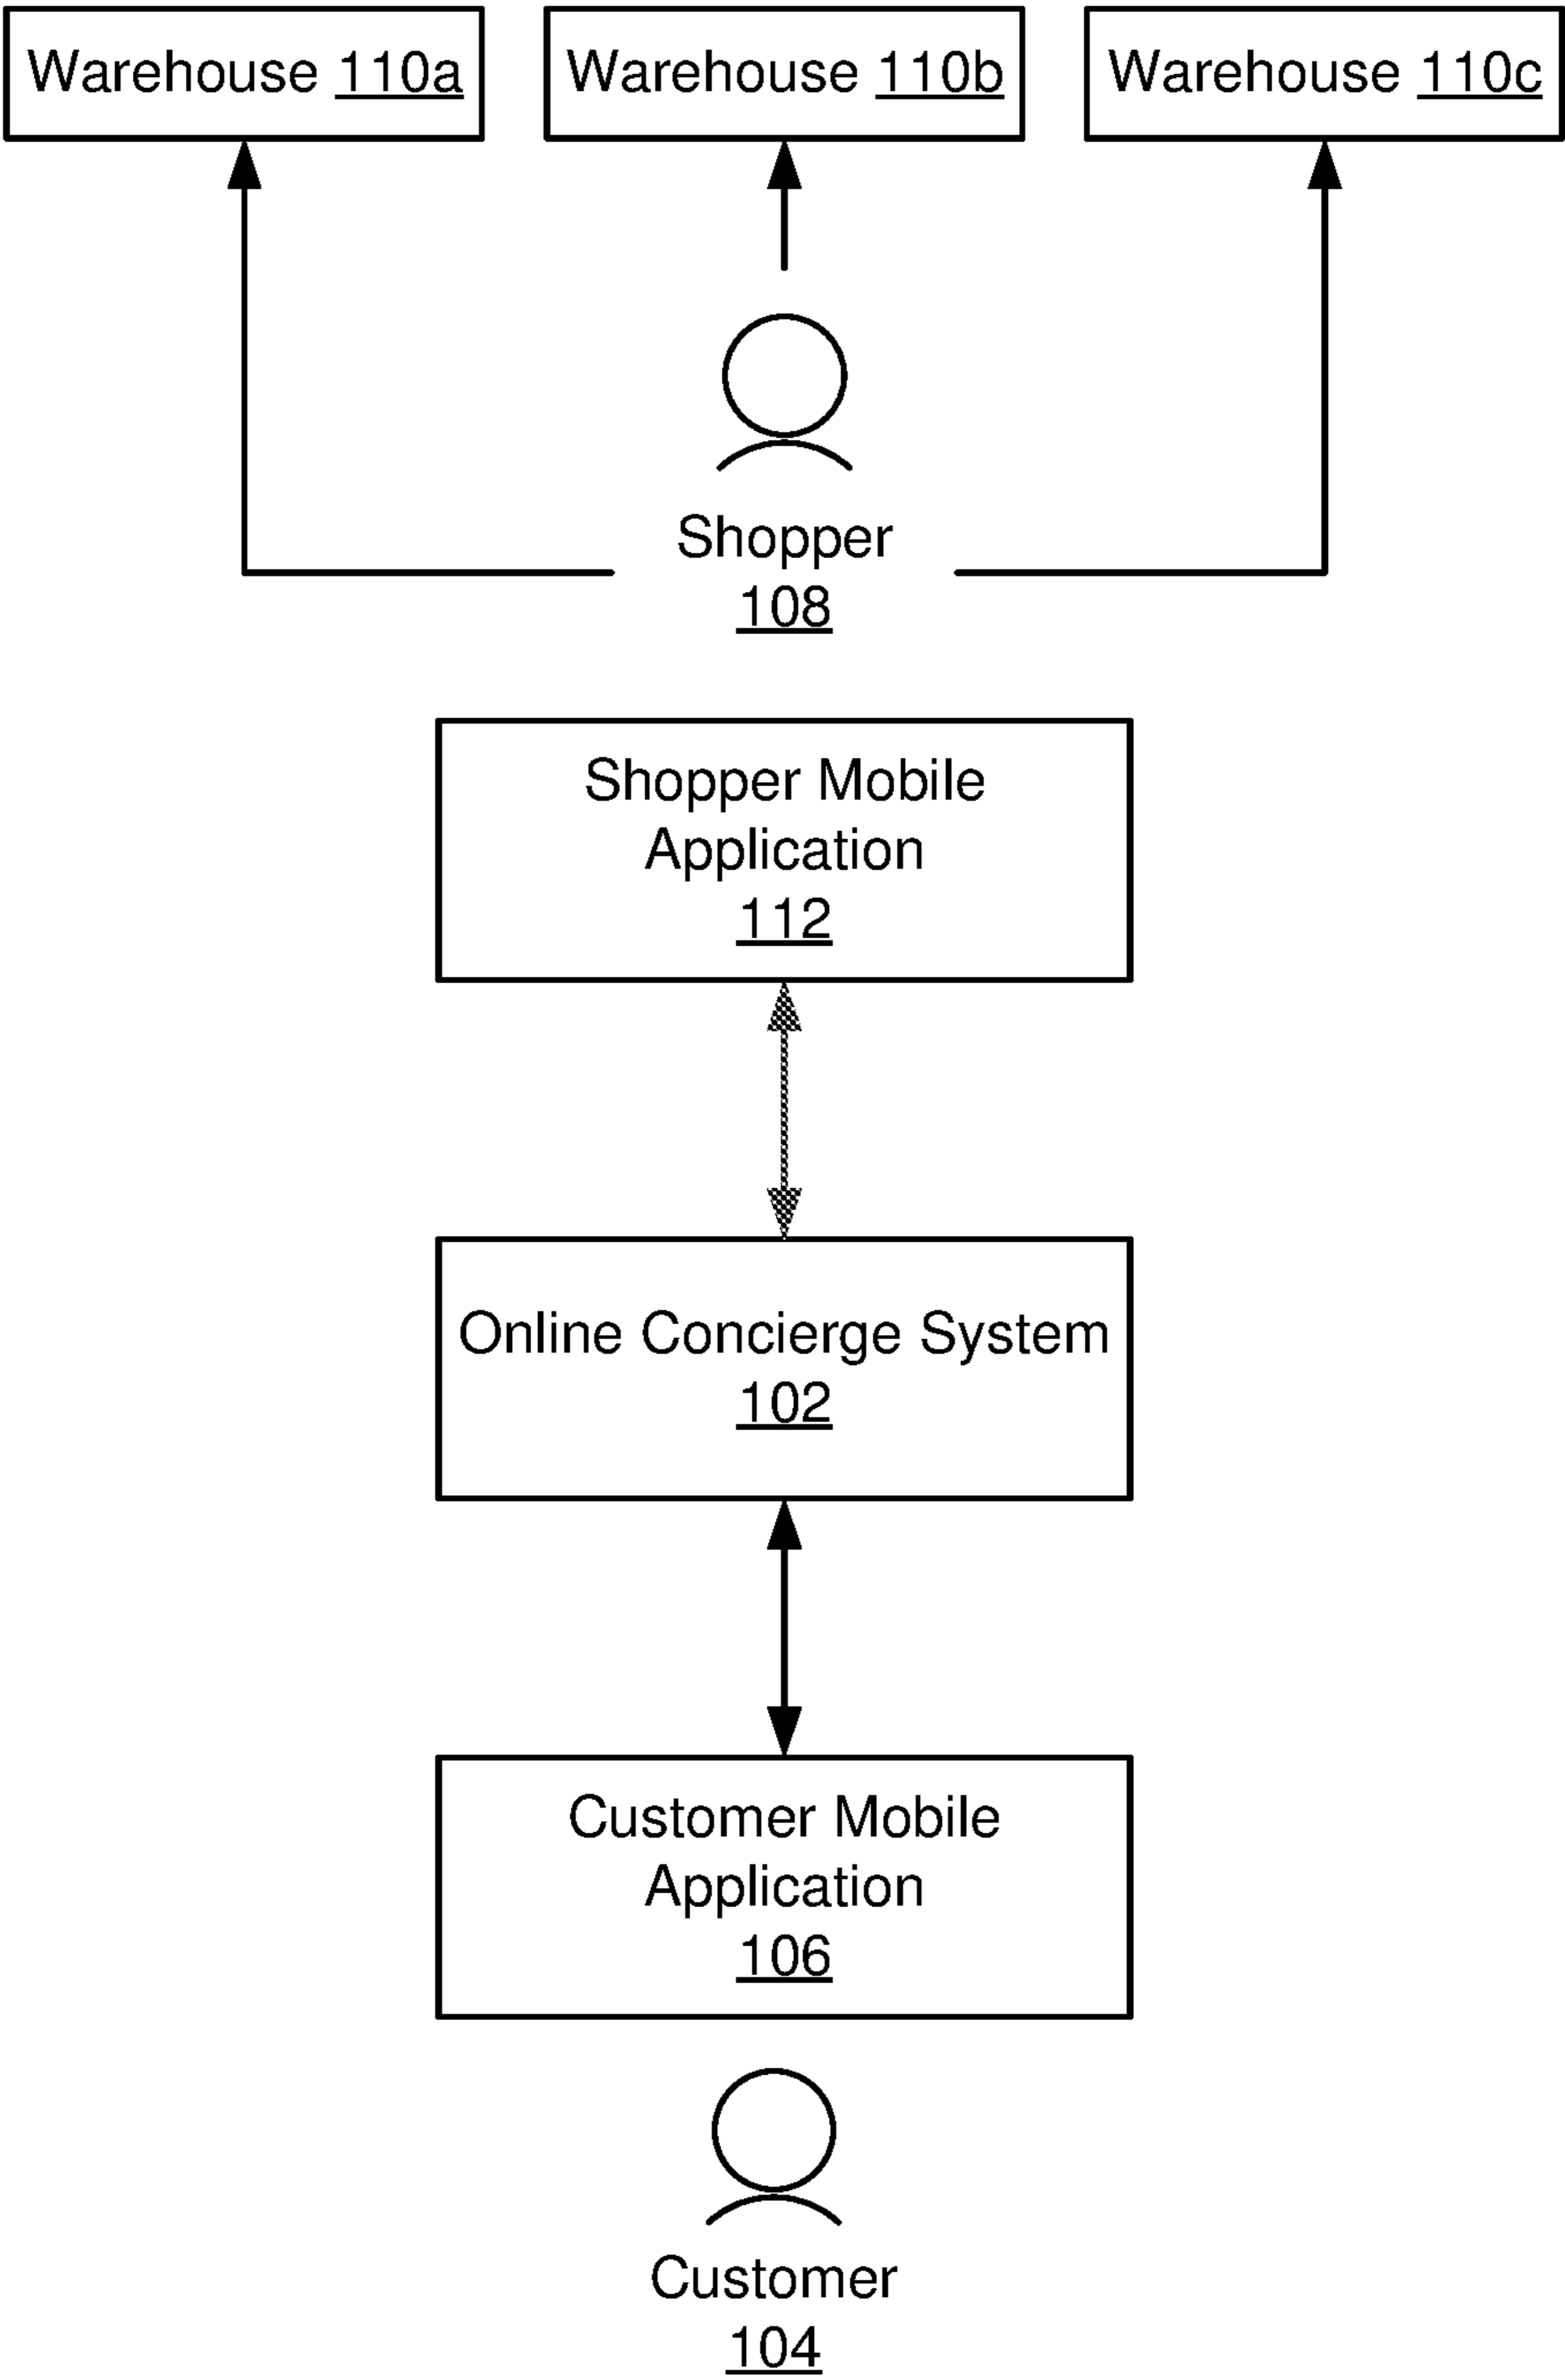 Warehouse 110a
Warehouse 110b
Warehouse 110c
Shopper
108
Shopper Mobile
Application
112
Online Concierge System
102
Customer Mobile
Application
106
Customer
104